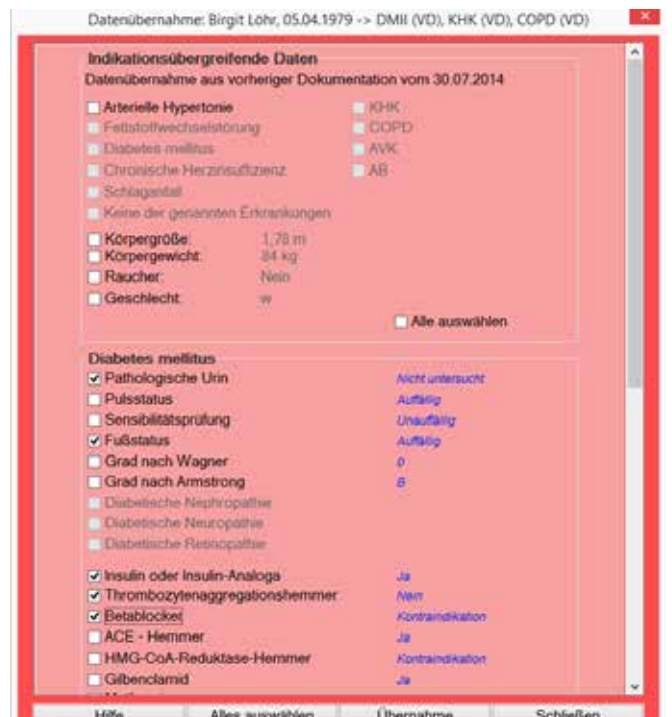 Datenübernahme: Birgit Löhr, 05.04.1979 -> DMII (VD), KHK (VD), COPD (VD)
Indikationsübergreifende Daten
Datenübernahme aus vorheriger Dokumentation vom 30.07.2014
Arterielle Hypertonie KHK
Fettstoffwechselstörung COPD
Diabetes mellitus AVK
Chronische Herzinsuffizienz AB
Schlaganfall
Keine der genannten Erkrankungen
Körpergröße: 1,78 m
Körpergewicht: 84 kg
Raucher: Nein
Geschlecht: w
Alle auswählen
Diabetes mellitus
Pathologische Urin Nicht untersucht
Pulsstatus Auffällig
Sensibilitätsprüfung Unauffällig
Fußstatus Auffällig
Grad nach Wagner 0
Grad nach Armstrong B
Diabetische Nephropathie
Diabetische Neuropathie
Diabetische Retinopathie
Insulin oder Insulin-Analoga Ja
Thrombozytenaggregationshemmer Nein
Betablocker Kontraindikation
ACE - Hemmer Ja
HMG-CoA-Reduktase-Hemmer Kontraindikation
Gilbenclamid Ja
Hilfe Alles auswählen Übernahme Schließen